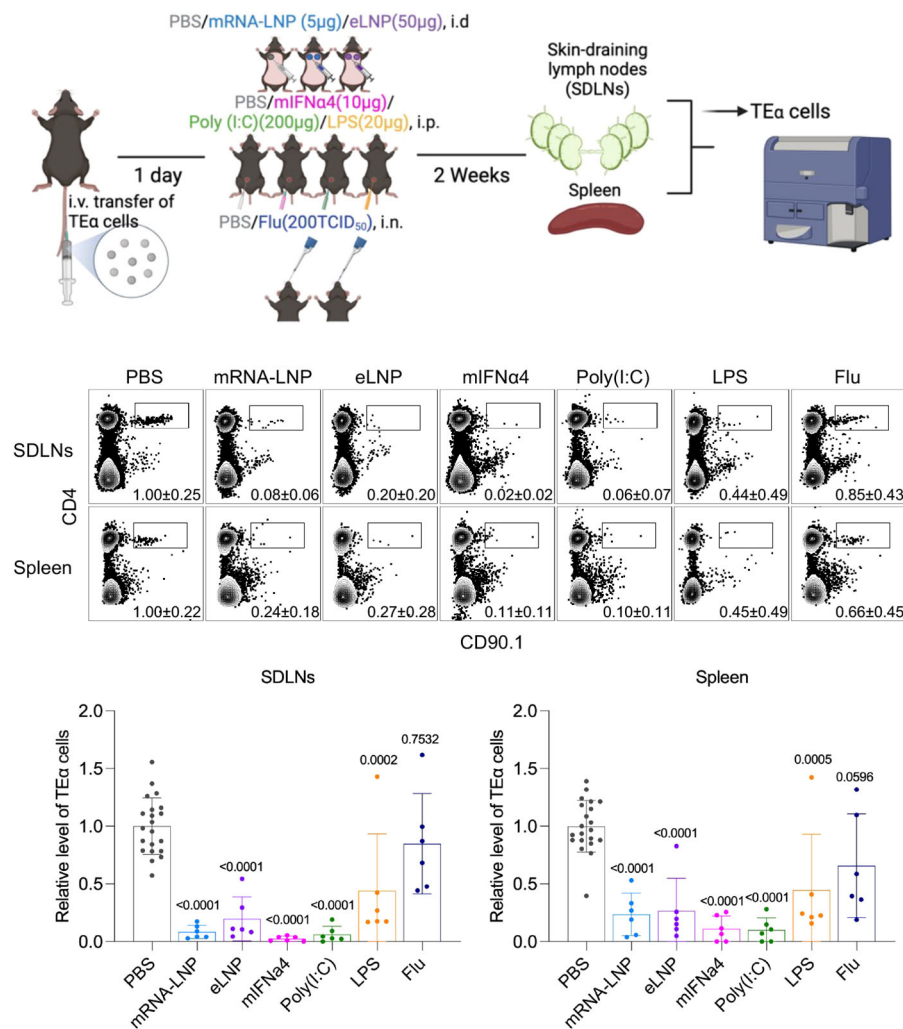 PBS/mRNA-LNP (5μg)/eLNP(50μg), i.d
PBS/mIFNα4(10μg)/
Poly (I:C)(200μg)/LPS(20μg), i.p.
1 day
i.v. transfer of
TEα cells
PBS/Flu(200TCID50), i.n.
2 Weeks
Skin-draining
lymph nodes
(SDLNs)
Spleen
TEα cells
PBS mRNA-LNP eLNP mIFNα4 Poly(I:C) LPS Flu
SDLNs
1.00±0.25 0.08±0.06 0.20±0.20 0.02±0.02 0.06±0.07 0.44±0.49 0.85±0.43
CD4
Spleen
1.00±0.22 0.24±0.18 0.27±0.28 0.11±0.11 0.10±0.11 0.45±0.49 0.66±0.45
CD90.1
SDLNs
Relative level of TEα cells
2.0
1.5
1.0
0.5
0.0
<0.0001 <0.0001 <0.0001 <0.0001 0.0002 0.7532
PBS mRNA-LNP eLNP mIFNa4 Poly(I:C) LPS Flu
Spleen
Relative level of TEα cells
2.0
1.5
1.0
0.5
0.0
<0.0001 <0.0001 <0.0001 <0.0001 0.0005 0.0596
PBS mRNA-LNP eLNP mIFNa4 Poly(I:C) LPS Flu